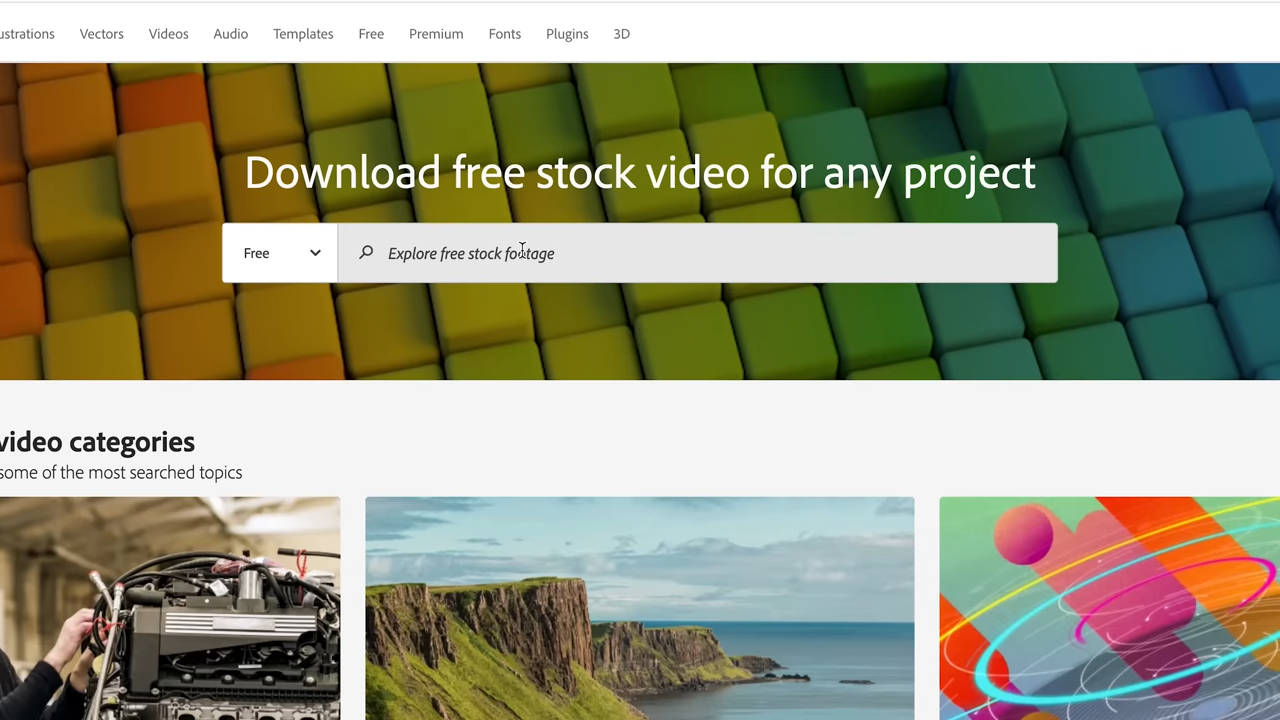 ustrations Vectors Videos Audio Templates Free Premium Fonts Plugins 3D
Download free stock video for any project
Free Explore free stock footage
video categories
some of the most searched topics